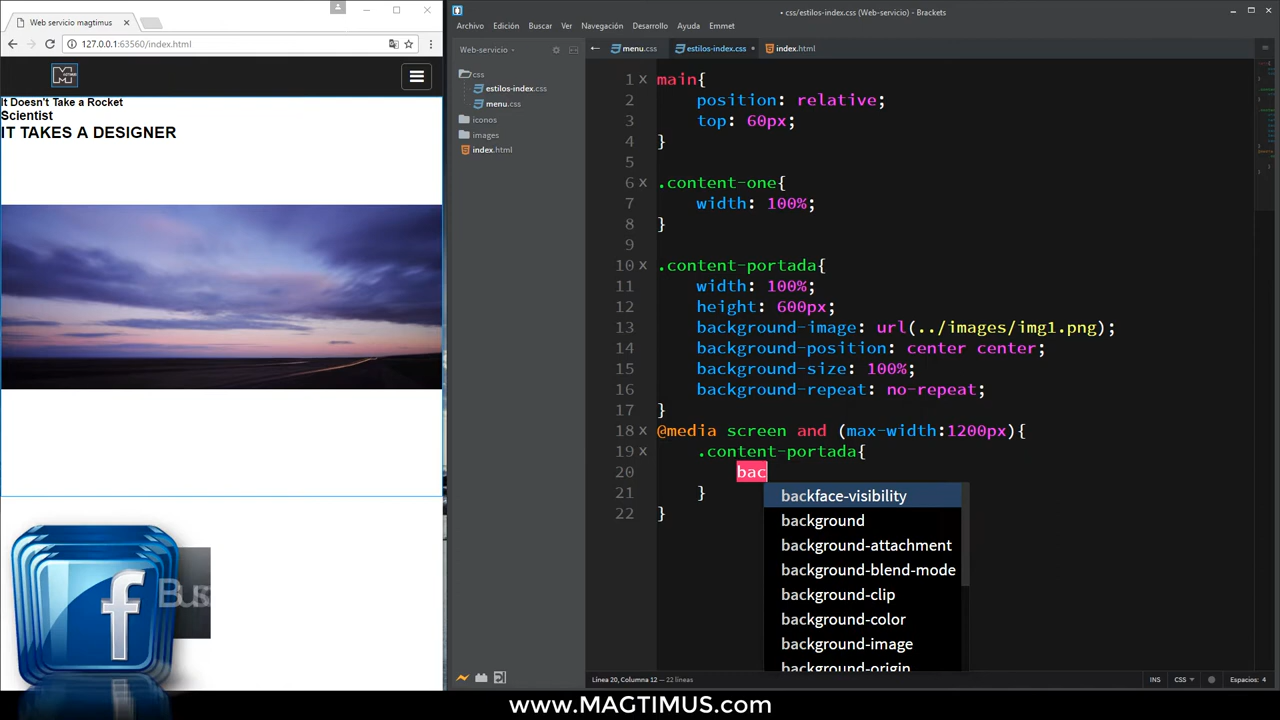 Web servicio magtimus
127.0.0.1:63560/index.html
MAGTIMUS
It Doesn't Take a Rocket
Scientist
IT TAKES A DESIGNER
f
Bus
css/estilos-index.css (Web-servicio) - Brackets
Archivo Edición Buscar Ver Navegación Desarrollo Ayuda Emmet
Web-servicio
css
estilos-index.css
menu.css
iconos
images
index.html
menu.css estilos-index.css index.html
1 main{
2 position: relative;
3 top: 60px;
4 }
5
6 .content-one{
7 width: 100%;
8 }
9
10 .content-portada{
11 width: 100%;
12 height: 600px;
13 background-image: url(../images/img1.png);
14 background-position: center center;
15 background-size: 100%;
16 background-repeat: no-repeat;
17 }
18 @media screen and (max-width:1200px){
19 .content-portada{
20 bac
21 }
22 }
backface-visibility
background
background-attachment
background-blend-mode
background-clip
background-color
background-image
background-origin
Línea 20, Columna 12 — 22 líneas
INS CSS Espacios: 4
www.MAGTIMUS.com